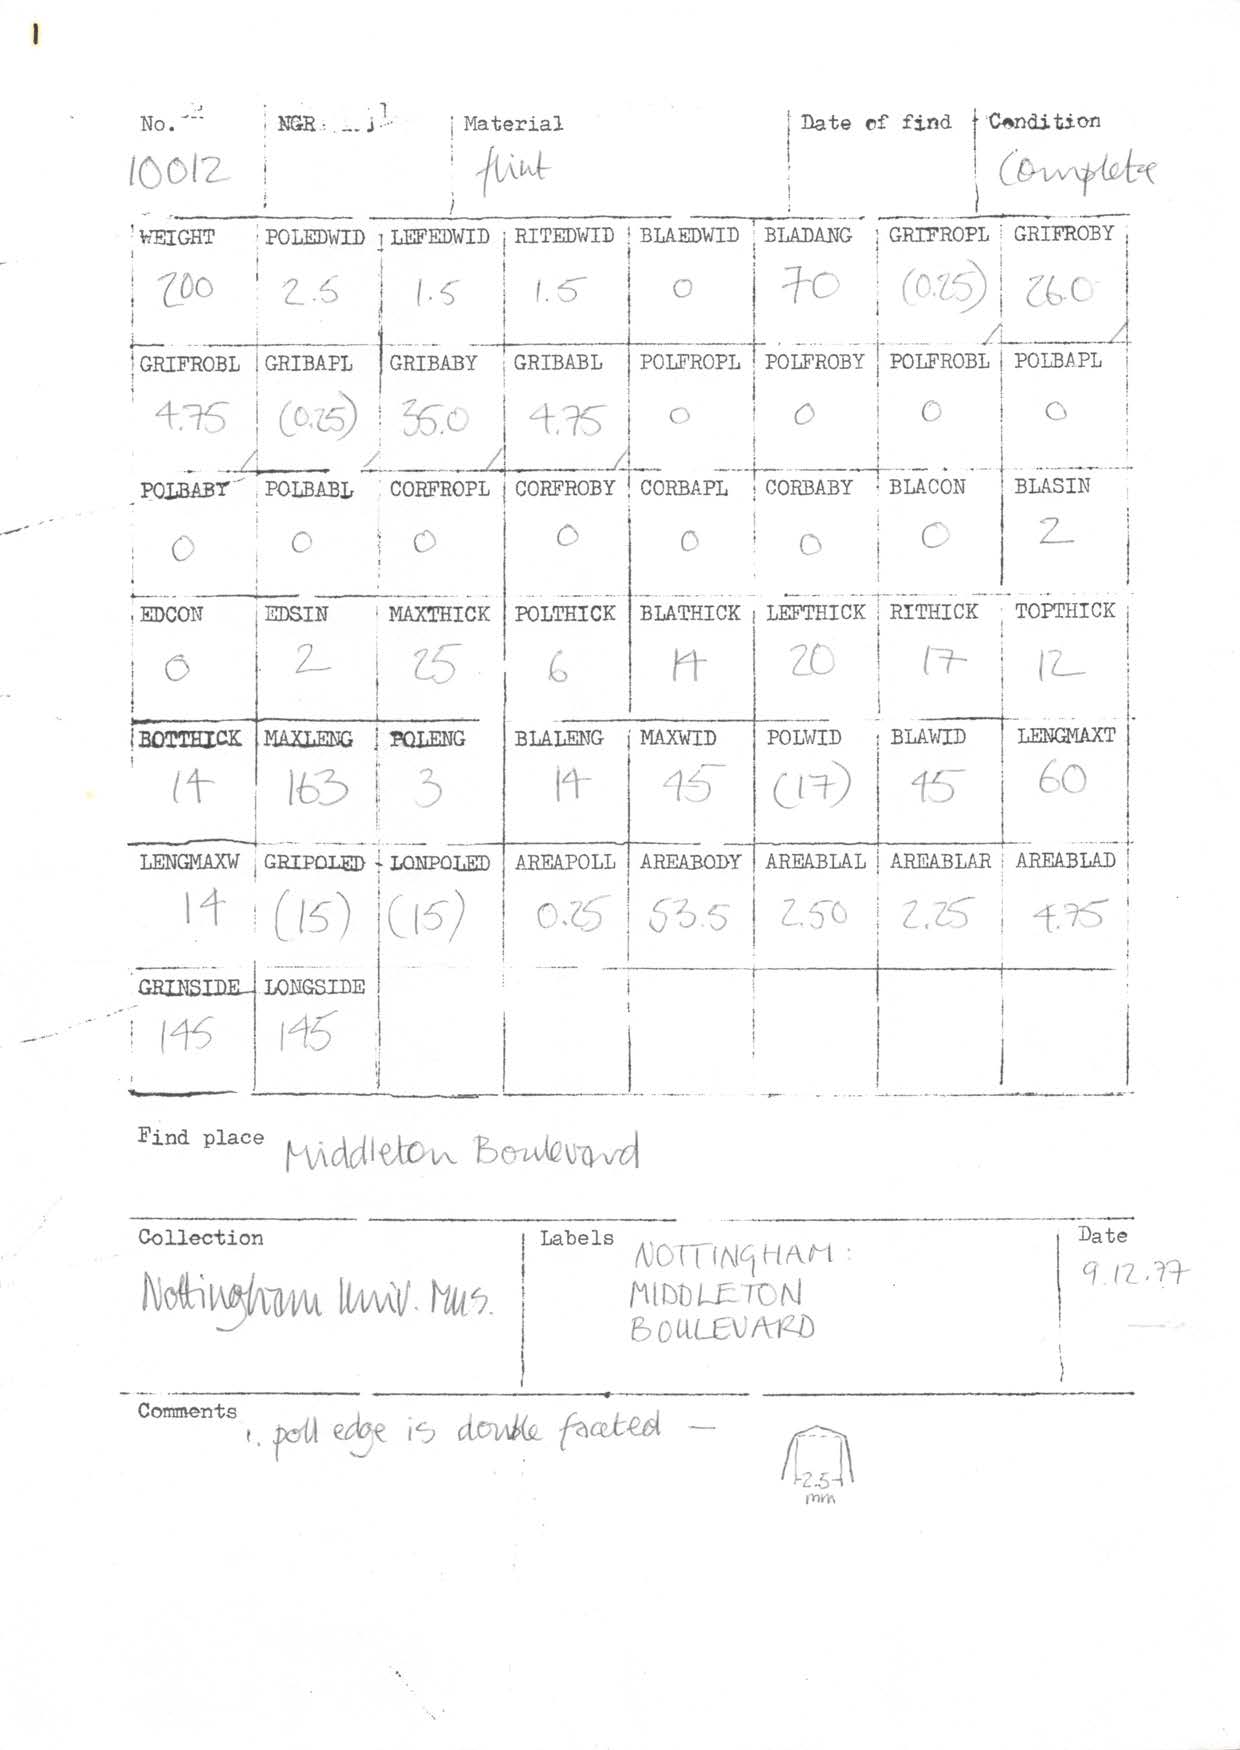 1
No. NGR Material Date of find Condition
10012 flint Complete
WEIGHT POLEDWID LEFEDWID RITEDWID BLAEDWID BLADANG GRIFROPL GRIFROBY
200 2.5 1.5 1.5 0 70 (0.25) 26.0
GRIFROBL GRIBAPL GRIBABY GRIBABL POLFROPL POLFROBY POLFROBL POLBAPL
4.75 (0.25) 35.0 4.75 0 0 0 0
POLBABY POLBABL CORFROPL CORFROBY CORBAPL CORBABY BLACON BLASIN
0 0 0 0 0 0 0 2
EDCON EDSIN MAXTHICK POLTHICK BLATHICK LEFTHICK RITHICK TOPTHICK
0 2 25 6 14 20 17 12
BOTTHICK MAXLENG POLENG BLALENG MAXWID POLWID BLAWID LENGMAXT
14 163 3 14 45 (17) 45 60
LENGMAXW GRIPOLED LONPOLED AREAPOLL AREABODY AREABLAL AREABLAR AREABLAD
14 (15) (15) 0.25 53.5 2.50 2.25 4.75
GRINSIDE LONGSIDE
145 145
Find place Middleton Boulevard
Collection Labels Date
Nottingham Univ. Mus. NOTTINGHAM: 9.12.77
MIDDLETON
BOULEVARD
Comments
1. poll edge is double faceted —
2.5
mm